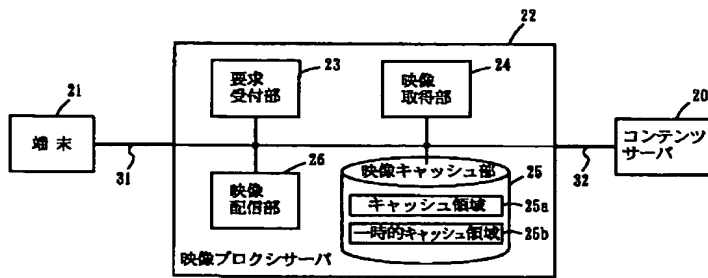 22
要求
受付部
23
映像
取得部
24
21
端末
31
コンテンツ
サーバ
20
32
映像
配信部
26
映像キャッシュ部
25
キャッシュ領域
25a
一時的キャッシュ領域
25b
映像プロクシサーバ